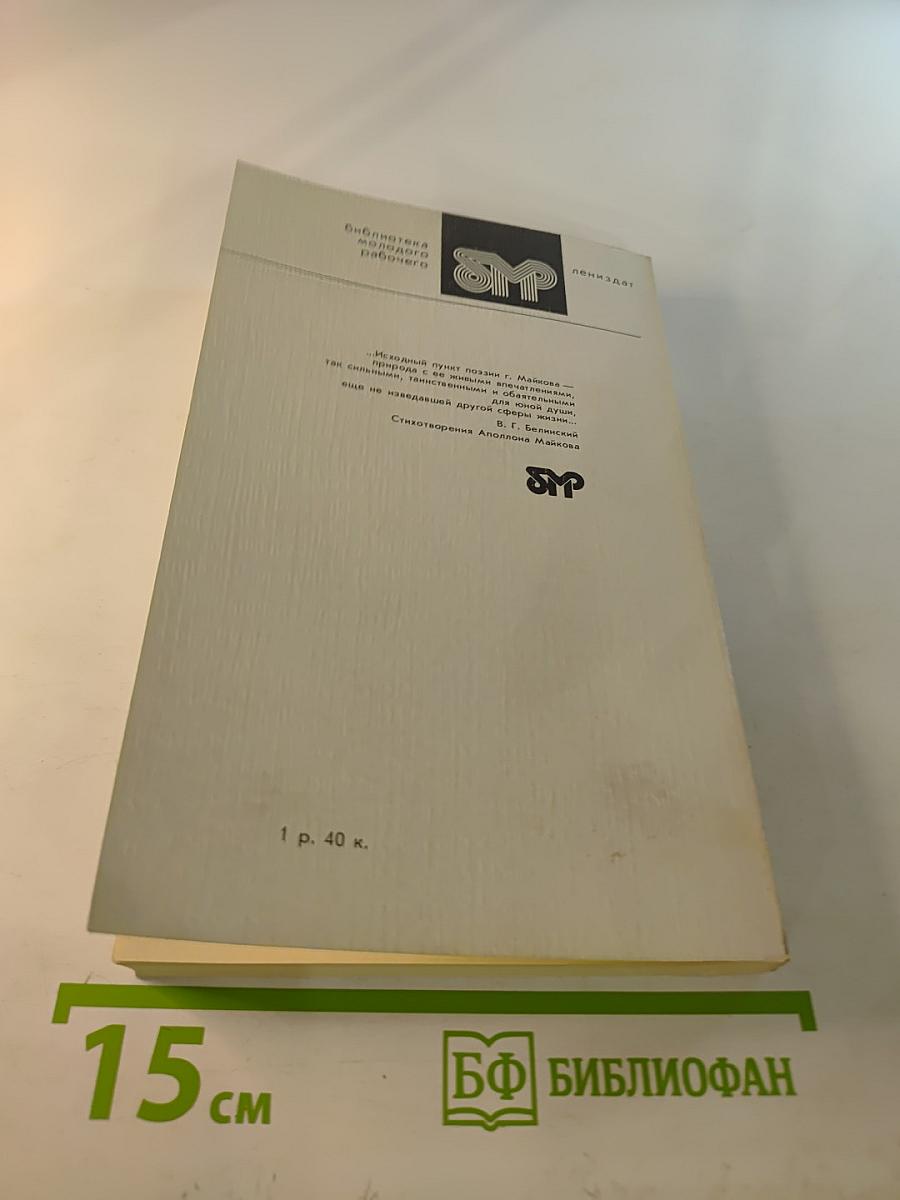 библиотека
молодого
рабочего
БМР
лениздат
...Исходный пункт поэзии г. Майкова —
природа с ее живыми впечатлениями,
так сильными, таинственными и обаятельными
для юной души,
еще не изведавшей другой сферы жизни...
В. Г. Белинский
Стихотворения Аполлона Майкова
БМР
1 р. 40 к.
15 см
БФ БИБЛИОФАН